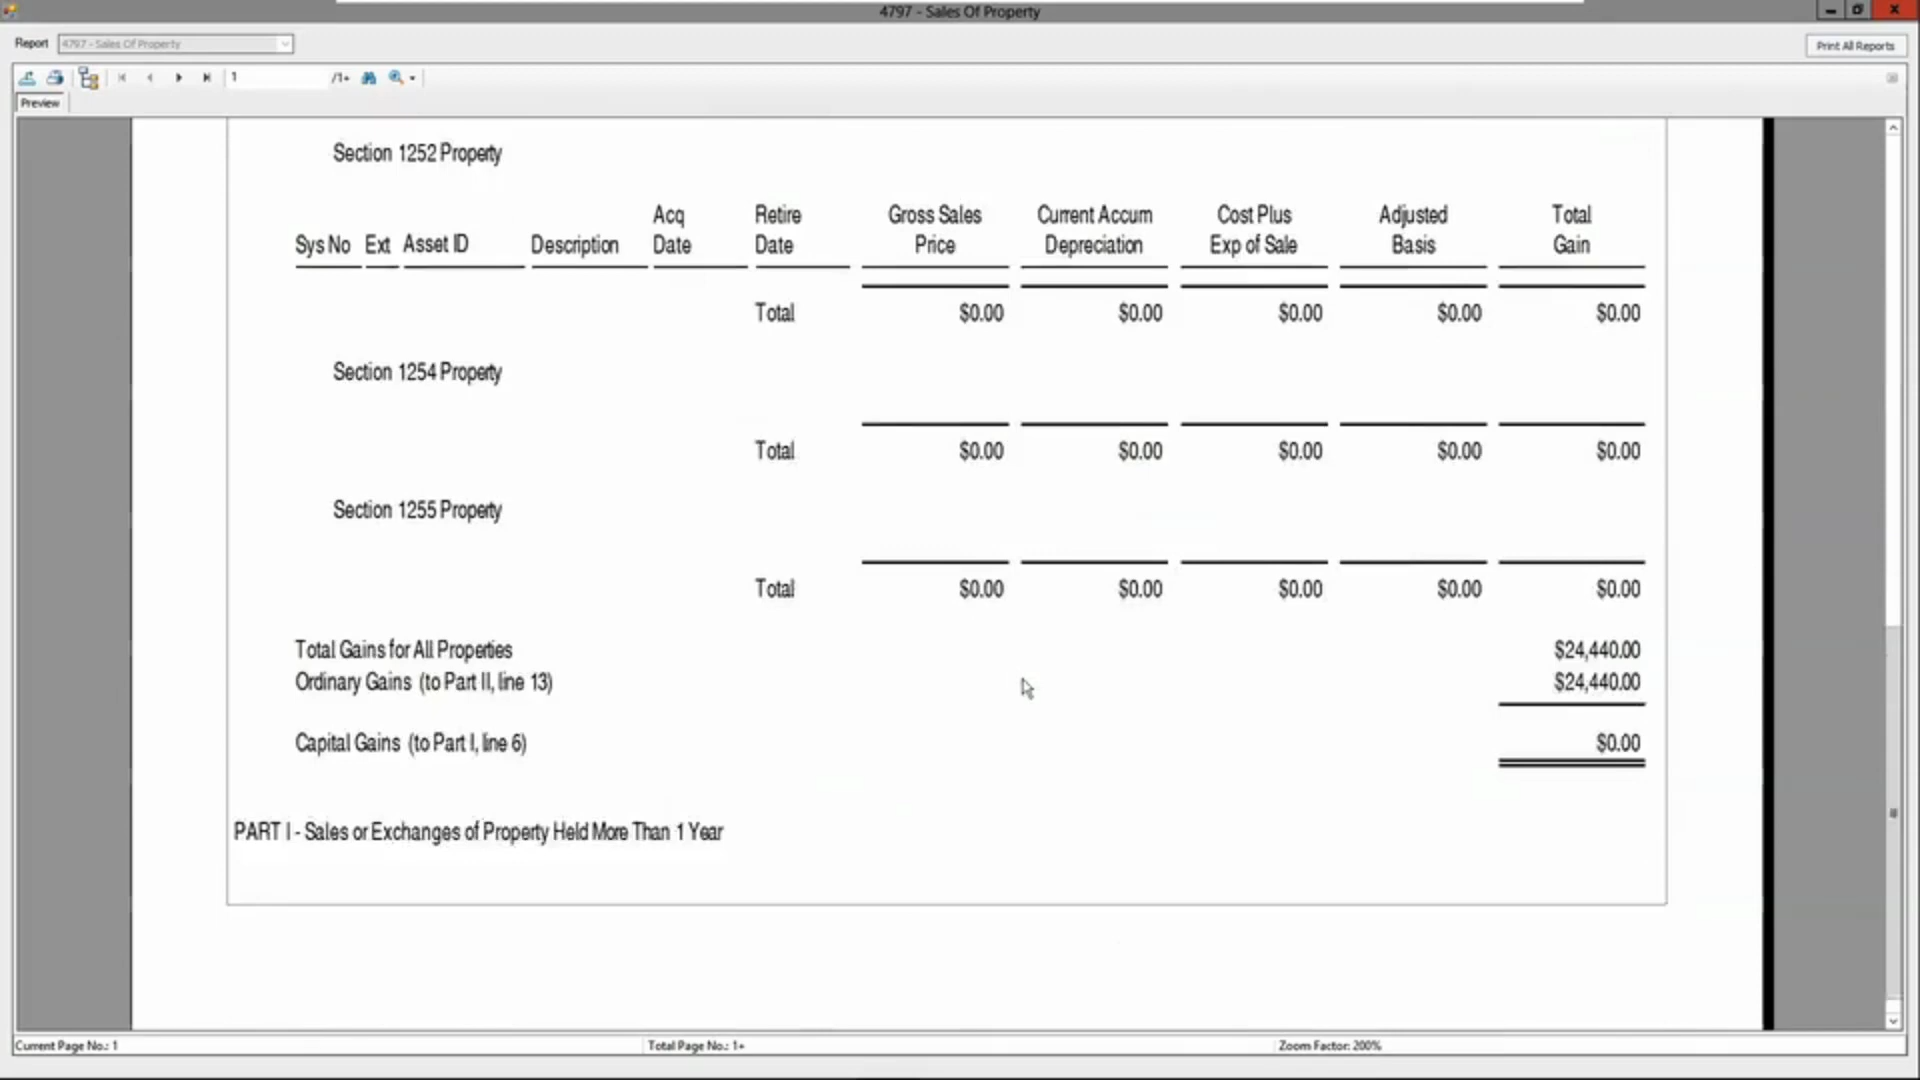 4797 - Sales Of Property
Report 4797 - Sales Of Property Print All Reports
1 /1+
Preview
Section 1252 Property
Acq Retire Gross Sales Current Accum Cost Plus Adjusted Total
Sys No Ext Asset ID Description Date Date Price Depreciation Exp of Sale Basis Gain
Total $0.00 $0.00 $0.00 $0.00 $0.00
Section 1254 Property
Total $0.00 $0.00 $0.00 $0.00 $0.00
Section 1255 Property
Total $0.00 $0.00 $0.00 $0.00 $0.00
Total Gains for All Properties $24,440.00
Ordinary Gains (to Part II, line 13) $24,440.00
Capital Gains (to Part I, line 6) $0.00
PART I - Sales or Exchanges of Property Held More Than 1 Year
Current Page No.: 1 Total Page No.: 1+ Zoom Factor: 200%